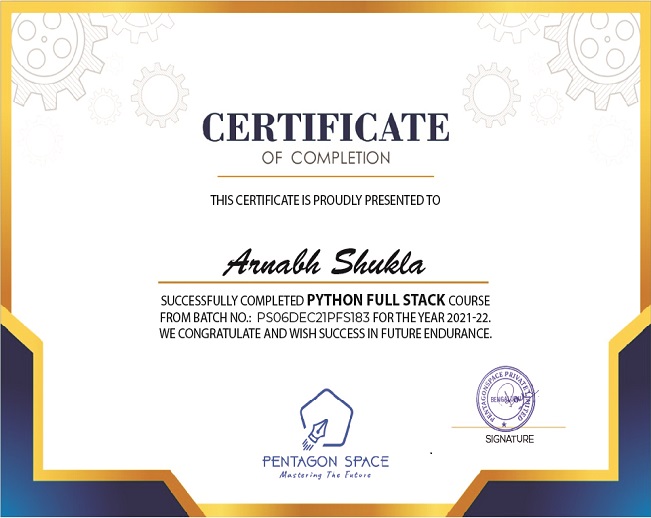 CERTIFICATE
OF COMPLETION
THIS CERTIFICATE IS PROUDLY PRESENTED TO
Arnabh Shukla
SUCCESSFULLY COMPLETED PYTHON FULL STACK COURSE
FROM BATCH NO.: PS06DEC21PFS183 FOR THE YEAR 2021-22.
WE CONGRATULATE AND WISH SUCCESS IN FUTURE ENDURANCE.
PENTAGON SPACE
Mastering The Future
PENTAGONSPACE PRIVATE LIMITED
SIGNATURE